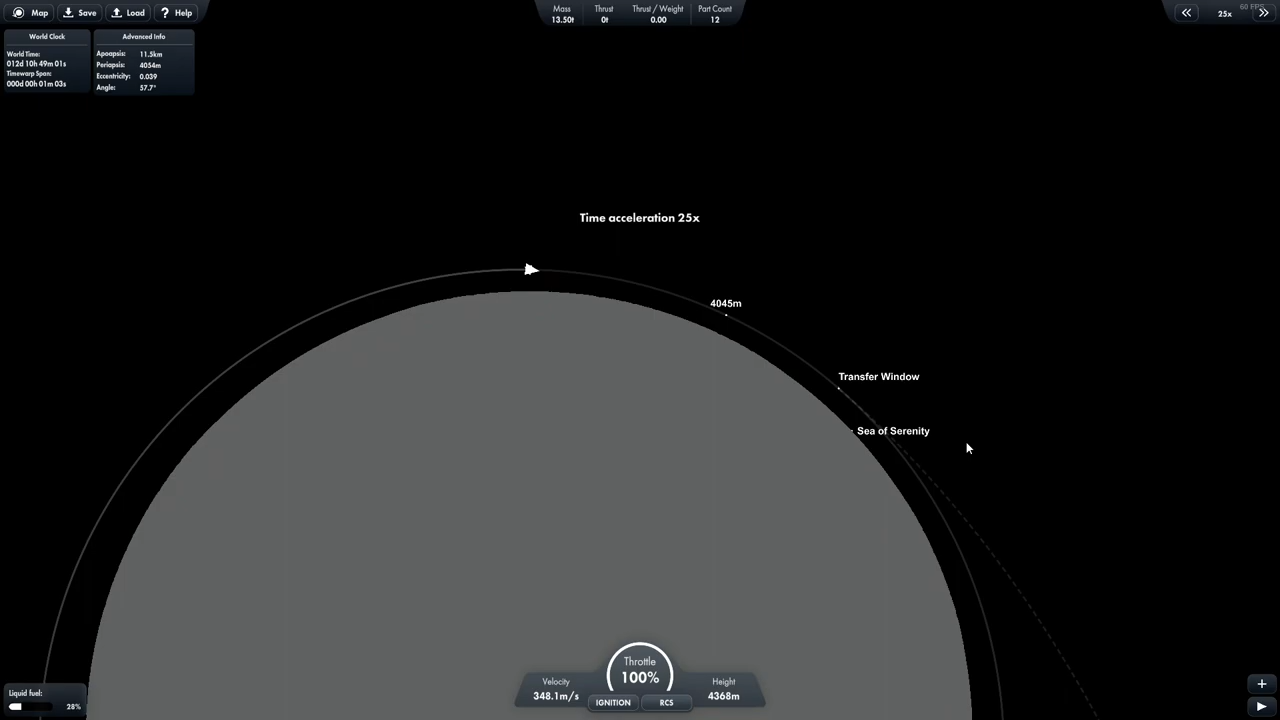 Map Save Load Help
Mass Thrust Thrust / Weight Part Count
13.50t 0t 0.00 12
60 FPS
25x
World Clock
World Time:
012d 10h 49m 01s
Timewarp Span:
000d 00h 01m 03s
Advanced Info
Apoapsis: 11.5km
Periapsis: 4054m
Eccentricity: 0.039
Angle: 57.7°
Time acceleration 25x
4045m
Transfer Window
Sea of Serenity
Throttle
100%
Velocity
348.1m/s
Height
4368m
IGNITION RCS
Liquid fuel:
28%